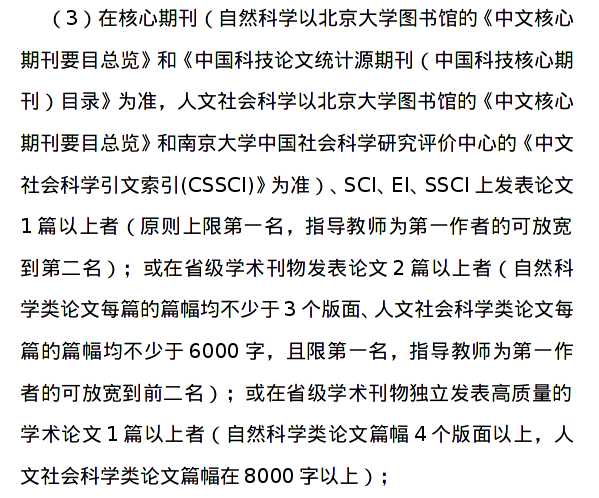 （3）在核心期刊（自然科学以北京大学图书馆的《中文核心
期刊要目总览》和《中国科技论文统计源期刊（中国科技核心期
刊）目录》为准，人文社会科学以北京大学图书馆的《中文核心
期刊要目总览》和南京大学中国社会科学研究评价中心的《中文
社会科学引文索引(CSSCI)》为准）、SCI、EI、SSCI 上发表论文
1 篇以上者（原则上限第一名，指导教师为第一作者的可放宽
到第二名）；或在省级学术刊物发表论文 2 篇以上者（自然科
学类论文每篇的篇幅均不少于 3 个版面、人文社会科学类论文每
篇的篇幅均不少于 6000 字，且限第一名，指导教师为第一作
者的可放宽到前二名）；或在省级学术刊物独立发表高质量的
学术论文 1 篇以上者（自然科学类论文篇幅 4 个版面以上，人
文社会科学类论文篇幅在 8000 字以上）；